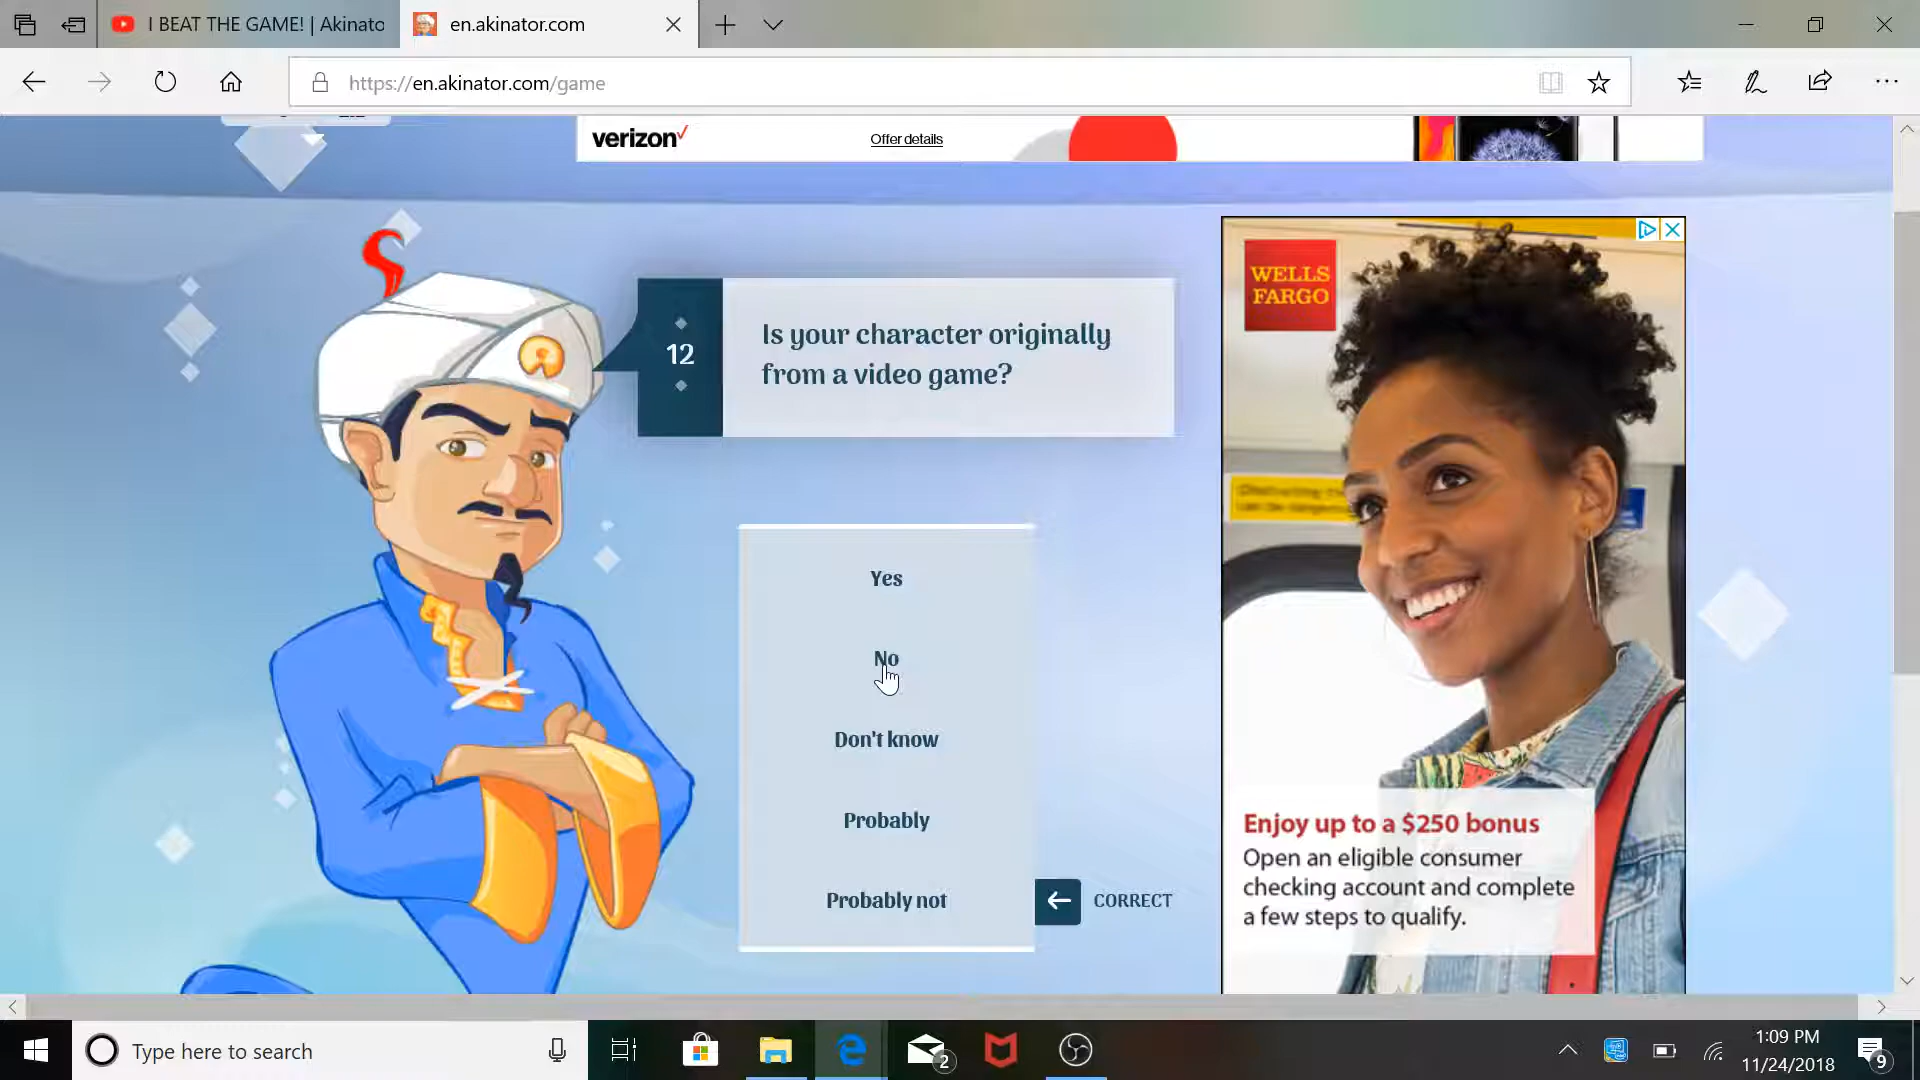 I BEAT THE GAME! | Akinato
en.akinator.com
https://en.akinator.com/game
verizon
Offer details
WELLS
FARGO
12
Is your character originally
from a video game?
Yes
No
Don't know
Probably
Probably not
CORRECT
Enjoy up to a $250 bonus
Open an eligible consumer
checking account and complete
a few steps to qualify.
Type here to search
2
1:09 PM
11/24/2018
9